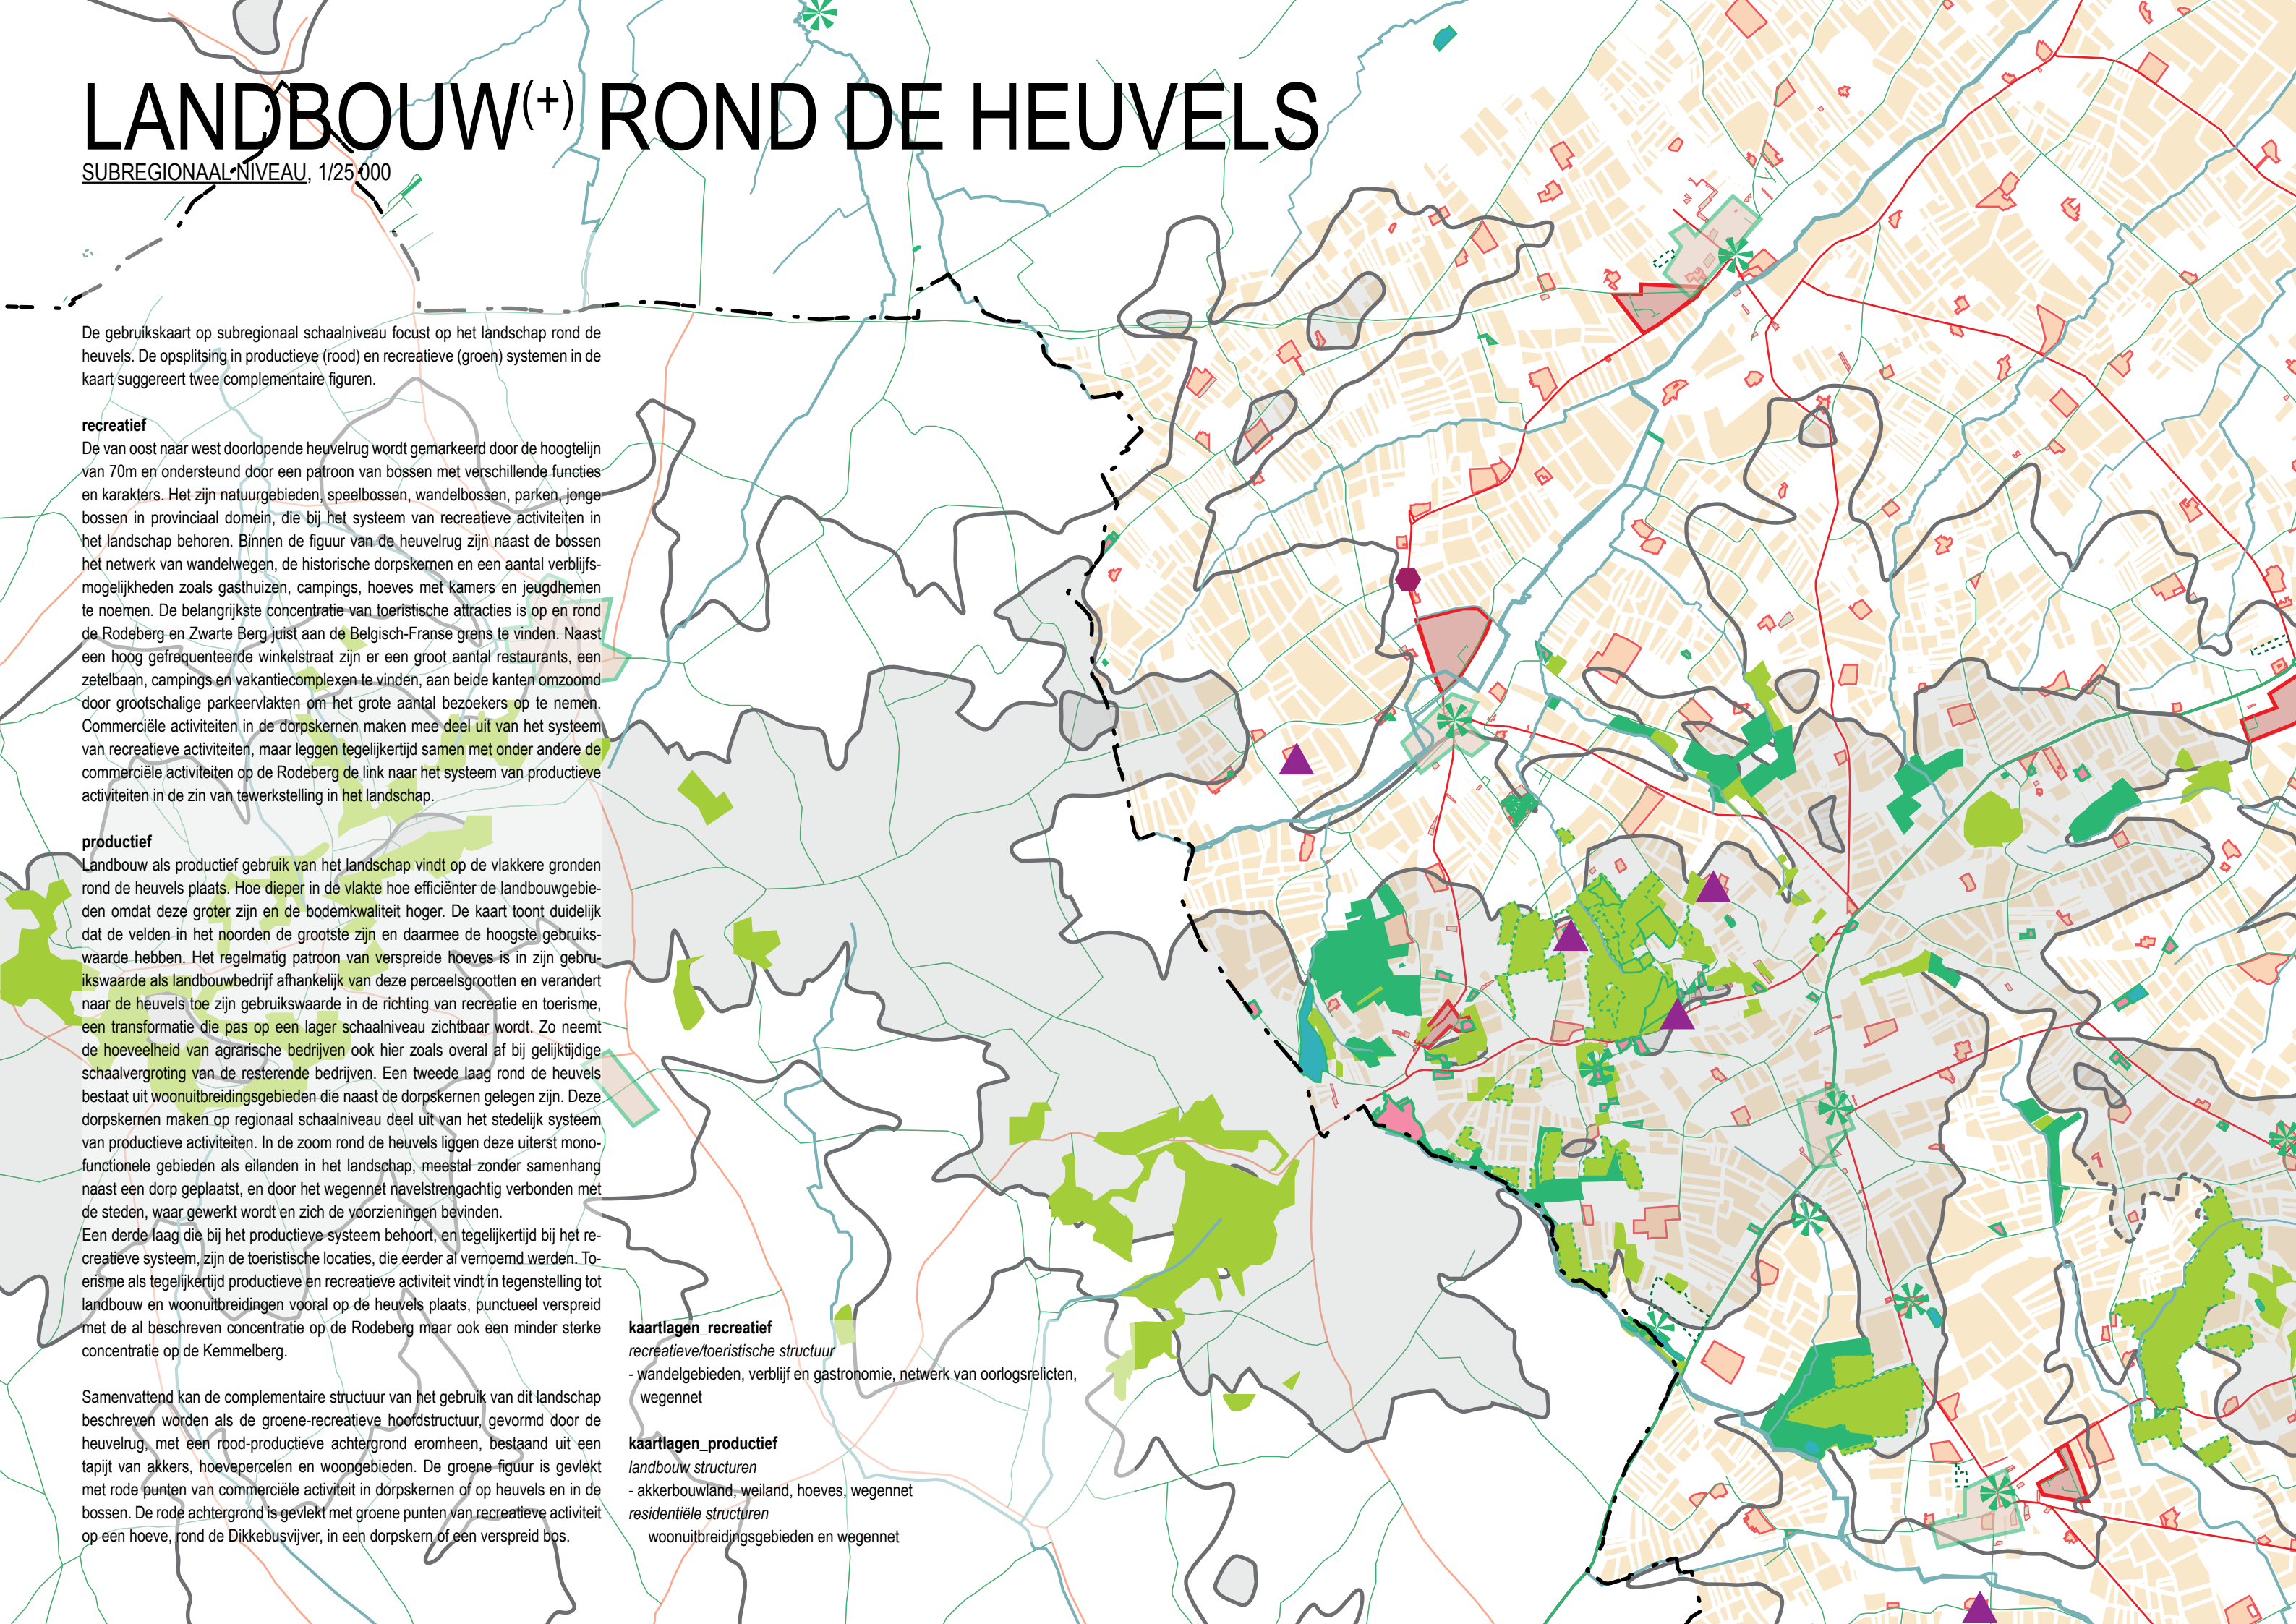 LANDBOUW(+) ROND DE HEUVELS
SUBREGIONAAL NIVEAU, 1/25 000
De gebruikskaart op subregionaal schaalniveau focust op het landschap rond de
heuvels. De opsplitsing in productieve (rood) en recreatieve (groen) systemen in de
kaart suggereert twee complementaire figuren.
recreatief
De van oost naar west doorlopende heuvelrug wordt gemarkeerd door de hoogtelijn
van 70m en ondersteund door een patroon van bossen met verschillende functies
en karakters. Het zijn natuurgebieden, speelbossen, wandelbossen, parken, jonge
bossen in provinciaal domein, die bij het systeem van recreatieve activiteiten in
het landschap behoren. Binnen de figuur van de heuvelrug zijn naast de bossen
het netwerk van wandelwegen, de historische dorpskernen en een aantal verblijfs-
mogelijkheden zoals gasthuizen, campings, hoeves met kamers en jeugdhemen
te noemen. De belangrijkste concentratie van toeristische attracties is op en rond
de Rodeberg en Zwarte Berg juist aan de Belgisch-Franse grens te vinden. Naast
een hoog gefrequenteerde winkelstraat zijn er een groot aantal restaurants, een
zetelbaan, campings en vakantiecomplexen te vinden, aan beide kanten omzoomd
door grootschalige parkeervlakten om het grote aantal bezoekers op te nemen.
Commerciële activiteiten in de dorpskernen maken mee deel uit van het systeem
van recreatieve activiteiten, maar leggen tegelijkertijd samen met onder andere de
commerciële activiteiten op de Rodeberg de link naar het systeem van productieve
activiteiten in de zin van tewerkstelling in het landschap.
productief
Landbouw als productief gebruik van het landschap vindt op de vlakkere gronden
rond de heuvels plaats. Hoe dieper in de vlakte hoe efficiënter de landbouwgebie-
den omdat deze groter zijn en de bodemkwaliteit hoger. De kaart toont duidelijk
dat de velden in het noorden de grootste zijn en daarmee de hoogste gebruiks-
waarde hebben. Het regelmatig patroon van verspreide hoeves is in zijn gebru-
ikswaarde als landbouwbedrijf afhankelijk van deze perceelsgrootten en verandert
naar de heuvels toe zijn gebruikswaarde in de richting van recreatie en toerisme,
een transformatie die pas op een lager schaalniveau zichtbaar wordt. Zo neemt
de hoeveelheid van agrarische bedrijven ook hier zoals overal af bij gelijktijdige
schaalvergroting van de resterende bedrijven. Een tweede laag rond de heuvels
bestaat uit woonuitbreidingsgebieden die naast de dorpskernen gelegen zijn. Deze
dorpskernen maken op regionaal schaalniveau deel uit van het stedelijk systeem
van productieve activiteiten. In de zoom rond de heuvels liggen deze uiterst mono-
functionele gebieden als eilanden in het landschap, meestal zonder samenhang
naast een dorp geplaatst, en door het wegennet navelstrengachtig verbonden met
de steden, waar gewerkt wordt en zich de voorzieningen bevinden.
Een derde laag die bij het productieve systeem behoort, en tegelijkertijd bij het re-
creatieve systeem, zijn de toeristische locaties, die eerder al vernoemd werden. To-
erisme als tegelijkertijd productieve en recreatieve activiteit vindt in tegenstelling tot
landbouw en woonuitbreidingen vooral op de heuvels plaats, punctueel verspreid
met de al beschreven concentratie op de Rodeberg maar ook een minder sterke
concentratie op de Kemmelberg.
Samenvattend kan de complementaire structuur van het gebruik van dit landschap
beschreven worden als de groene-recreatieve hoofdstructuur, gevormd door de
heuvelrug, met een rood-productieve achtergrond eromheen, bestaand uit een
tapijt van akkers, hoevepercelen en woongebieden. De groene figuur is gevlekt
met rode punten van commerciële activiteit in dorpskernen of op heuvels en in de
bossen. De rode achtergrond is gevlekt met groene punten van recreatieve activiteit
op een hoeve, rond de Dikkebusvijver, in een dorpskern of een verspreid bos.
kaartlagen_recreatief
recreatieve/toeristische structuur
- wandelgebieden, verblijf en gastronomie, netwerk van oorlogsrelicten,
wegennet
kaartlagen_productief
landbouw structuren
- akkerbouwland, weiland, hoeves, wegennet
residentiële structuren
woonuitbreidingsgebieden en wegennet